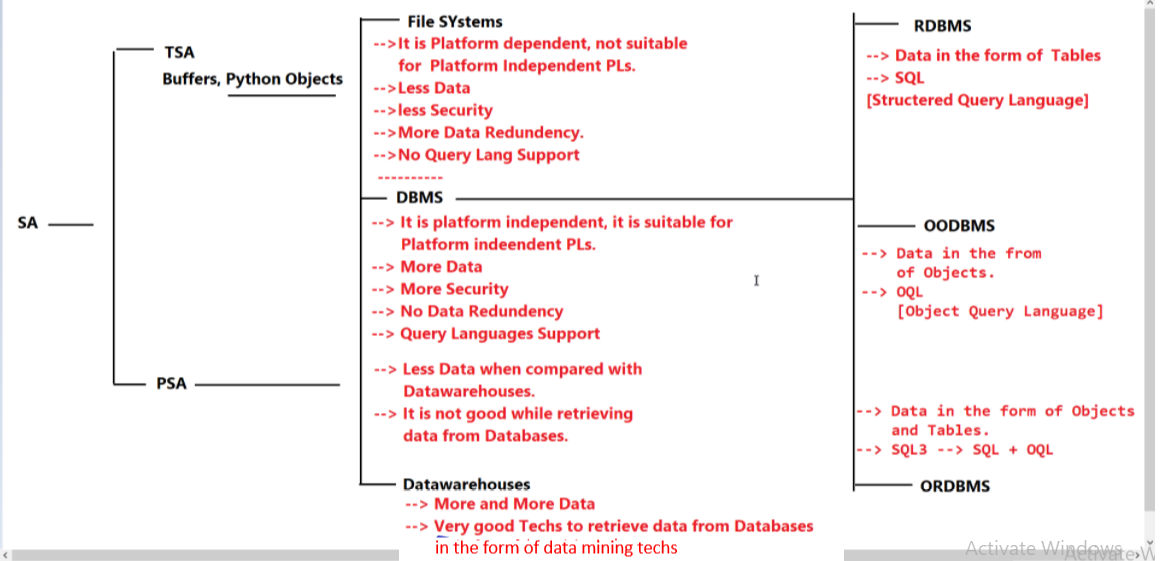 SA
TSA
Buffers, Python Objects
PSA
File SYstems
-->It is Platform dependent, not suitable
for Platform Independent PLs.
-->Less Data
-->less Security
-->More Data Redundency.
-->No Query Lang Support
----------
DBMS
--> It is platform independent, it is suitable for
Platform indeendent PLs.
--> More Data
--> More Security
--> No Data Redundency
--> Query Languages Support
--> Less Data when compared with
Datawarehouses.
--> It is not good while retrieving
data from Databases.
Datawarehouses
--> More and More Data
--> Very good Techs to retrieve data from Databases
in the form of data mining techs
RDBMS
--> Data in the form of Tables
--> SQL
[Structered Query Language]
OODBMS
--> Data in the from
of Objects.
--> OQL
[Object Query Language]
--> Data in the form of Objects
and Tables.
--> SQL3 --> SQL + OQL
ORDBMS
Activate Windows
Activate W